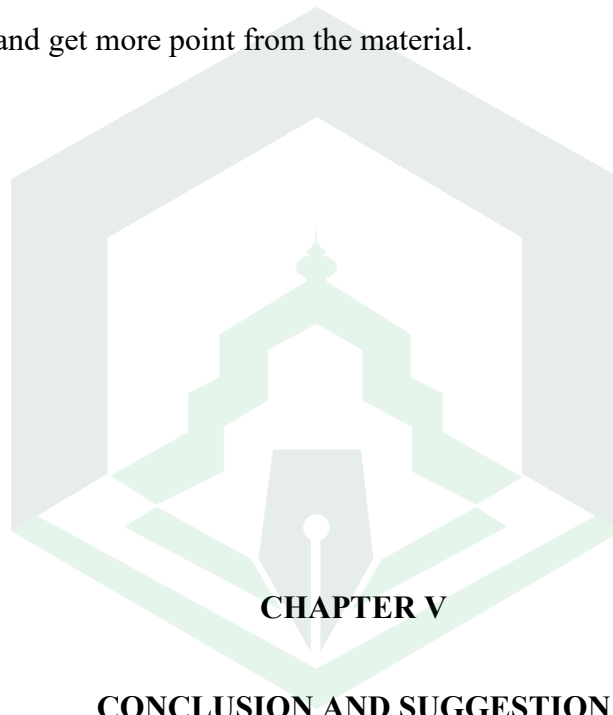 and get more point from the material.
CHAPTER V
CONCLUSION AND SUGGESTION